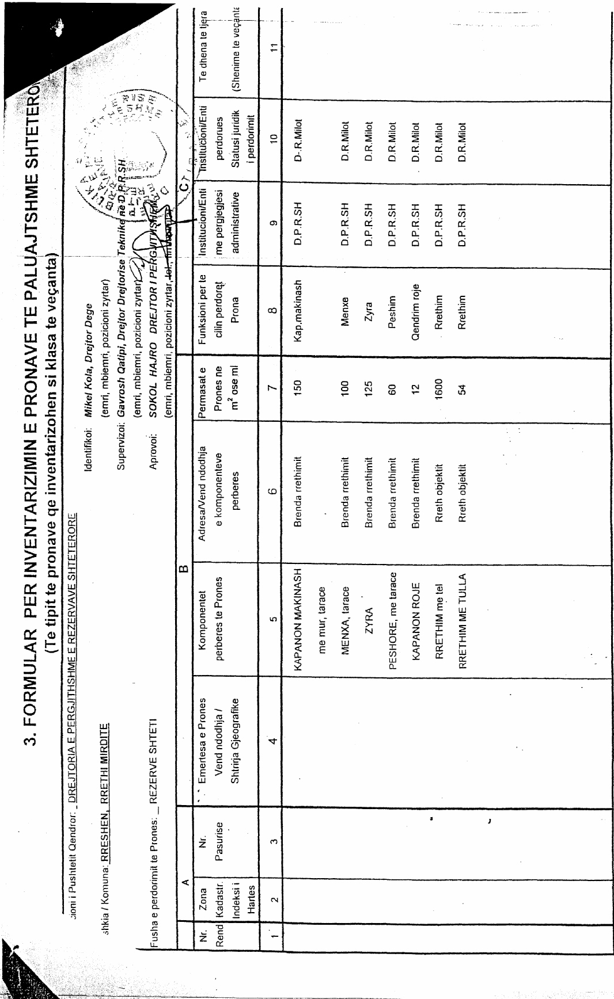 3. FORMULAR PER INVENTARIZIMIN E PRONAVE TE PALUAJTSHME SHTETERO
(Te tipit te pronave qe inventarizohen si klasa te veçanta)
cioni i Pushtetit Qendror: _ DREJTORIA E PERGJITHSHME E REZERVAVE SHTETERORE
Identifikoi: Mikel Kola, Drejtor Dege
shkia / Komuna: RRESHEN, RRETHI MIRDITE
(emri, mbiemri, pozicioni zyrtar)
Supervizoi: Gavrosh Qatipi, Drejtor Drejtorise Teknike ne D.P.R.SH.
(emri, mbiemri, pozicioni zyrtar)
Fusha e perdorimit te Prones: _ REZERVE SHTETI
Aprovoi: SOKOL HAJRO DREJTOR I PERGJITHSHEM
(emri, mbiemri, pozicioni zyrtar, tel.,
A B C
Nr. Zona Nr. Emertesa e Prones Komponentet Adresa/Vend ndodhja Permasat e Funksioni per te Institucioni/Enti Institucioni/Enti Te dhena te tjera
Rend Kadastr. Pasurise Vend ndodhja / perberes te Prones e komponenteve Prones ne cilin perdoret me pergjegjesi perdorues
Indeksi i Shtrirja Gjeografike perberes m² ose ml Prona administrative Statusi juridik (Shenime te veçanta
Hartes i perdorimit
1 2 3 4 5 6 7 8 9 10 11
KAPANON MAKINASH Brenda rrethimit 150 Kap.makinash D.P.R.SH D-.R.Milot
me mur, tarace
MENXA, tarace Brenda rrethimit 100 Menxe D.P.R.SH D.R.Milot
ZYRA Brenda rrethimit 125 Zyra D.P.R.SH D.R.Milot
PESHORE, me tarace Brenda rrethimit 60 Peshim D.P.R.SH D.R.Milot
KAPANON ROJE Brenda rrethimit 12 Qendrim roje D.P.R.SH D.R.Milot
RRETHIM me tel Rreth objektit 1600 Rrethim D.P.R.SH D.R.Milot
RRETHIM ME TULLA Rreth objektit 54 Rrethim D.P.R.SH D.R.Milot